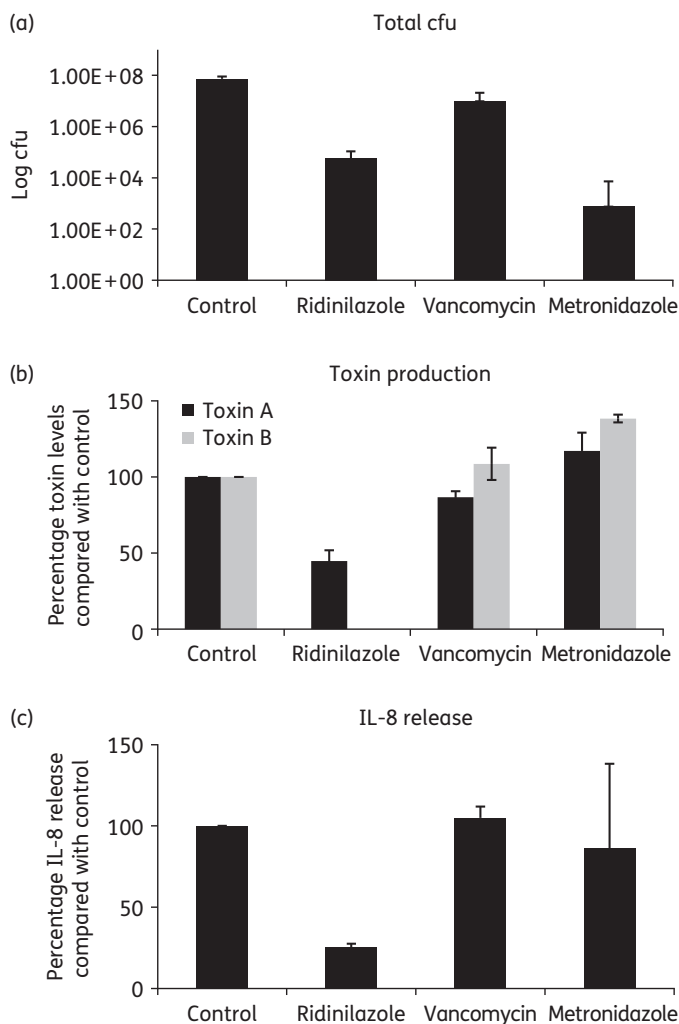 (a)
Total cfu
Log cfu
1.00E+08
1.00E+06
1.00E+04
1.00E+02
1.00E+00
Control Ridinilazole Vancomycin Metronidazole
(b)
Toxin production
Percentage toxin levels
compared with control
150
100
50
0
Toxin A
Toxin B
Control Ridinilazole Vancomycin Metronidazole
(c)
IL-8 release
Percentage IL-8 release
compared with control
150
100
50
0
Control Ridinilazole Vancomycin Metronidazole